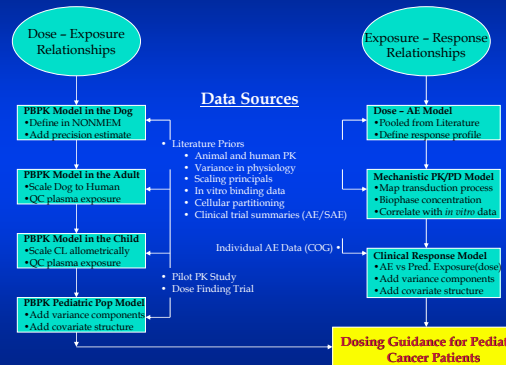 Dose – Exposure
Relationships
Exposure – Response
Relationships
Data Sources
PBPK Model in the Dog
•Define in NONMEM
•Add precision estimate
PBPK Model in the Adult
•Scale Dog to Human
•QC plasma exposure
PBPK Model in the Child
•Scale CL allometrically
•QC plasma exposure
PBPK Pediatric Pop Model
•Add variance components
•Add covariate structure
• Literature Priors
• Animal and human PK
• Variance in physiology
• Scaling principals
• In vitro binding data
• Cellular partitioning
• Clinical trial summaries (AE/SAE)
Individual AE Data (COG) •
• Pilot PK Study
• Dose Finding Trial
Dose – AE Model
•Pooled from Literature
•Define response profile
Mechanistic PK/PD Model
•Map transduction process
•Biophase concentration
•Correlate with in vitro data
Clinical Response Model
•AE vs Pred. Exposure(dose)
•Add variance components
•Add covariate structure
Dosing Guidance for Pediat
Cancer Patients